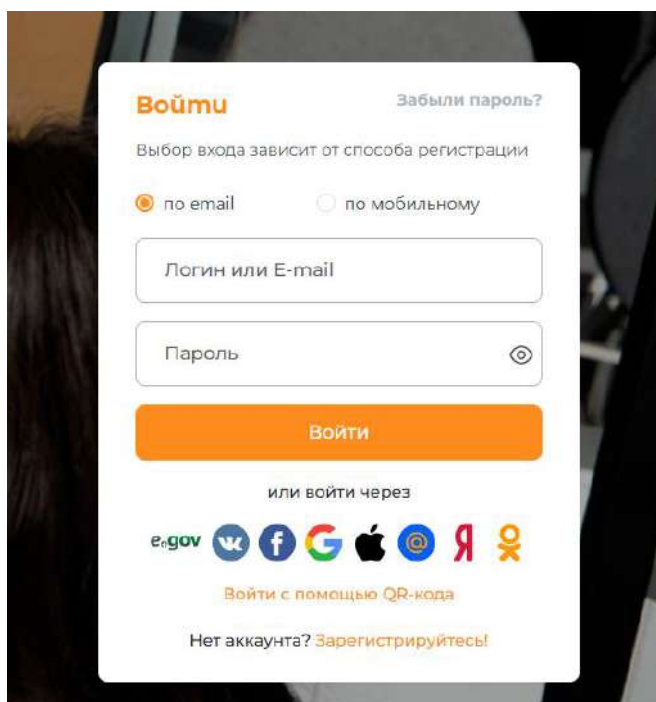 Войти
Забыли пароль?
Выбор входа зависит от способа регистрации
по email
по мобильному
Логин или E-mail
Пароль
Войти
или войти через
egov
Войти с помощью QR-кода
Нет аккаунта? Зарегистрируйтесь!